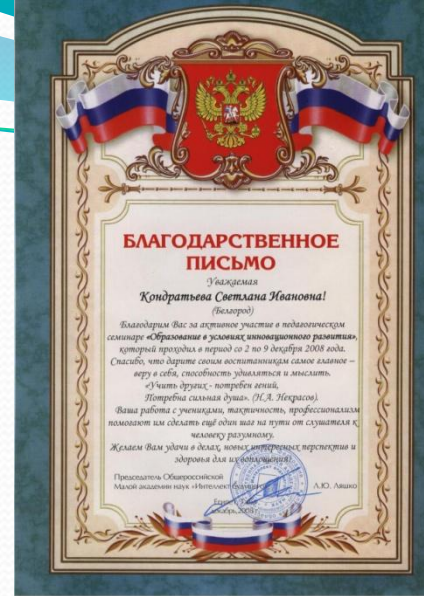 БЛАГОДАРСТВЕННОЕ
ПИСЬМО
Уважаемая
Кондратьева Светлана Ивановна!
(Белгород)
Благодарим Вас за активное участие в педагогическом
семинаре «Образование в условиях инновационного развития»,
который проходил в период со 2 по 9 декабря 2008 года.
Спасибо, что дарите своим воспитанникам самое главное –
веру в себя, способность удивляться и мыслить.
«Учить других - потребен гений,
Потребна сильная душа». (Н.А. Некрасов).
Ваша работа с учениками, тактичность, профессионализм
помогают им сделать ещё один шаг на пути от слушателя к
человеку разумному.
Желаем Вам удачи в делах, новых интересных перспектив и
здоровья для их воплощения!
Председатель Общероссийской
Малой академии наук «Интеллект будущего» Л.Ю. Ляшко
декабрь, 2008 г.